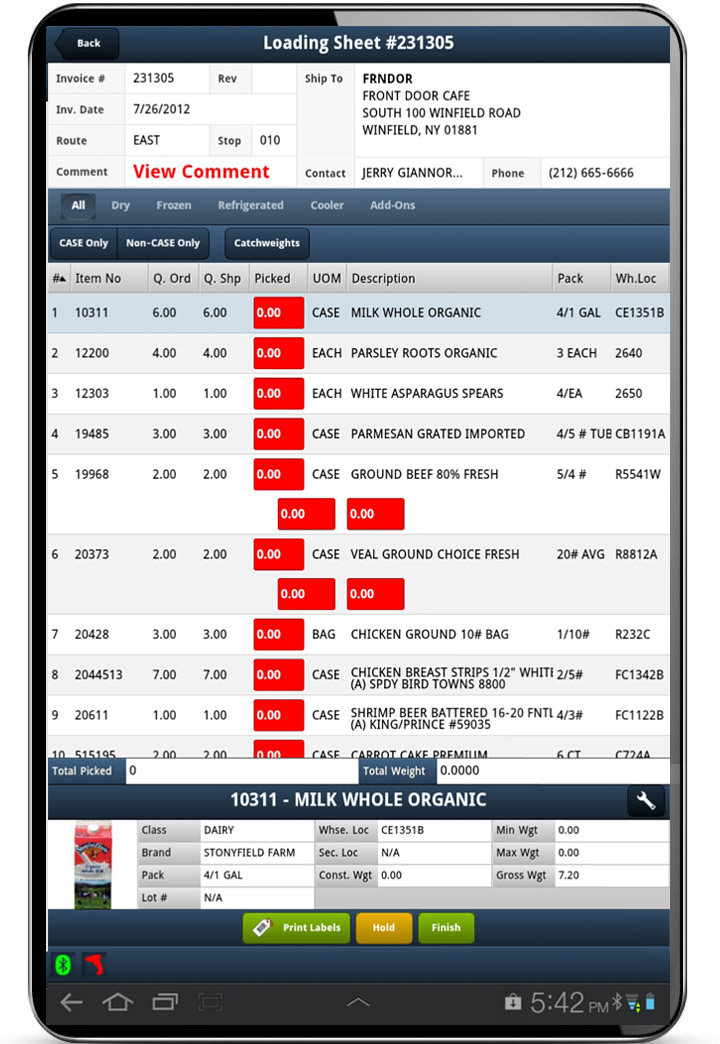 Back
Loading Sheet #231305
Invoice # 231305 Rev
Inv. Date 7/26/2012
Route EAST Stop 010
Comment View Comment
Ship To FRNDOR
FRONT DOOR CAFE
SOUTH 100 WINFIELD ROAD
WINFIELD, NY 01881
Contact JERRY GIANNOR... Phone (212) 665-6666
All Dry Frozen Refrigerated Cooler Add-Ons
CASE Only Non-CASE Only Catchweights
# Item No Q. Ord Q. Shp Picked UOM Description Pack Wh.Loc
1 10311 6.00 6.00 0.00 CASE MILK WHOLE ORGANIC 4/1 GAL CE1351B
2 12200 4.00 4.00 0.00 EACH PARSLEY ROOTS ORGANIC 3 EACH 2640
3 12303 1.00 1.00 0.00 EACH WHITE ASPARAGUS SPEARS 4/EA 2650
4 19485 3.00 3.00 0.00 CASE PARMESAN GRATED IMPORTED 4/5 # TUB CB1191A
5 19968 2.00 2.00 0.00 CASE GROUND BEEF 80% FRESH 5/4 # R5541W
0.00 0.00
6 20373 2.00 2.00 0.00 CASE VEAL GROUND CHOICE FRESH 20# AVG R8812A
0.00 0.00
7 20428 3.00 3.00 0.00 BAG CHICKEN GROUND 10# BAG 1/10# R232C
8 2044513 7.00 7.00 0.00 CASE CHICKEN BREAST STRIPS 1/2" WHITE 2/5# FC1342B
(A) SPDY BIRD TOWNS 8800
9 20611 1.00 1.00 0.00 CASE SHRIMP BEER BATTERED 16-20 FNTL 4/3# FC1122B
(A) KING/PRINCE #59035
10 515195 2.00 2.00 0.00 CASE CARROT CAKE PREMIUM 6 CT C724A
Total Picked 0 Total Weight 0.0000
10311 - MILK WHOLE ORGANIC
Class DAIRY Whse. Loc CE1351B Min Wgt 0.00
Brand STONYFIELD FARM Sec. Loc N/A Max Wgt 0.00
Pack 4/1 GAL Const. Wgt 0.00 Gross Wgt 7.20
Lot # N/A
Print Labels Hold Finish
5:42 PM